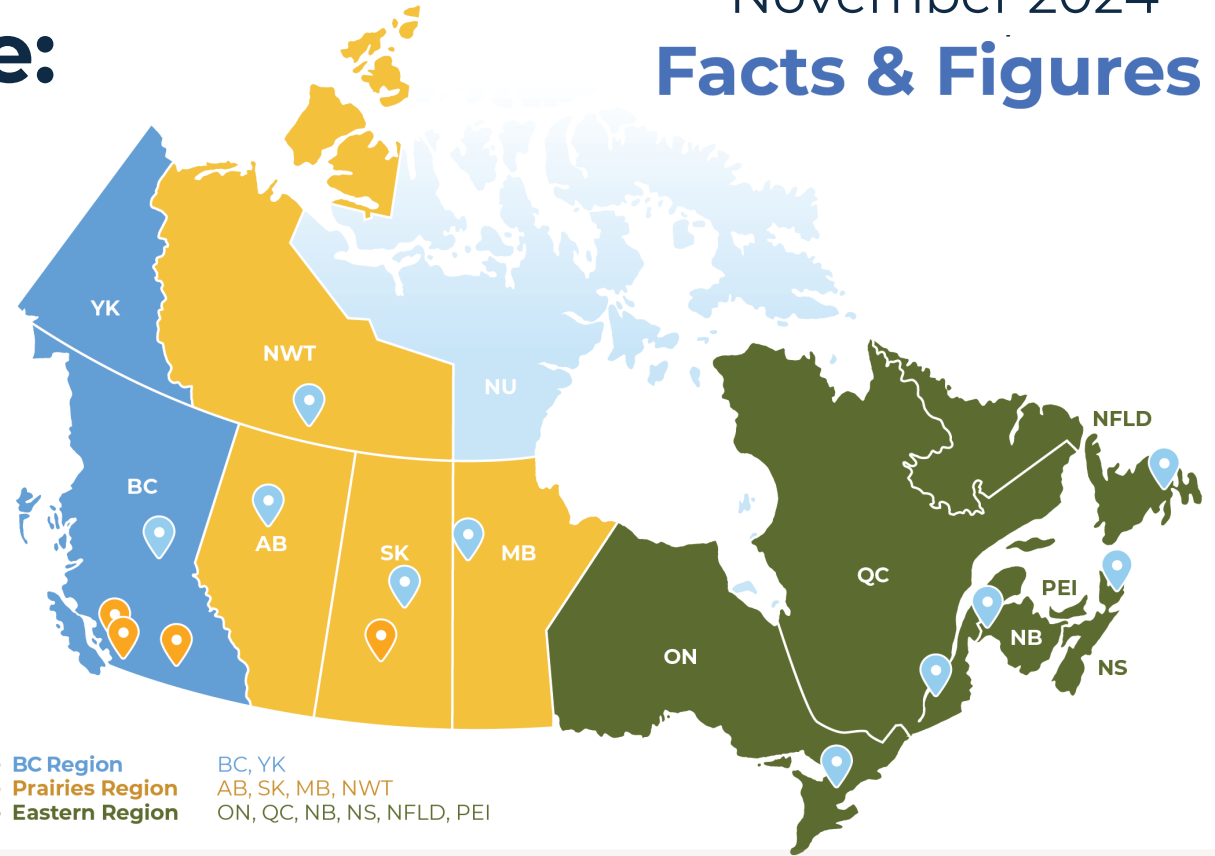 November 2024
e:
Facts & Figures
YK
NWT
NU
NFLD
BC
AB
SK
MB
QC
PEI
NB
ON
NS
BC Region BC, YK
Prairies Region AB, SK, MB, NWT
Eastern Region ON, QC, NB, NS, NFLD, PEI